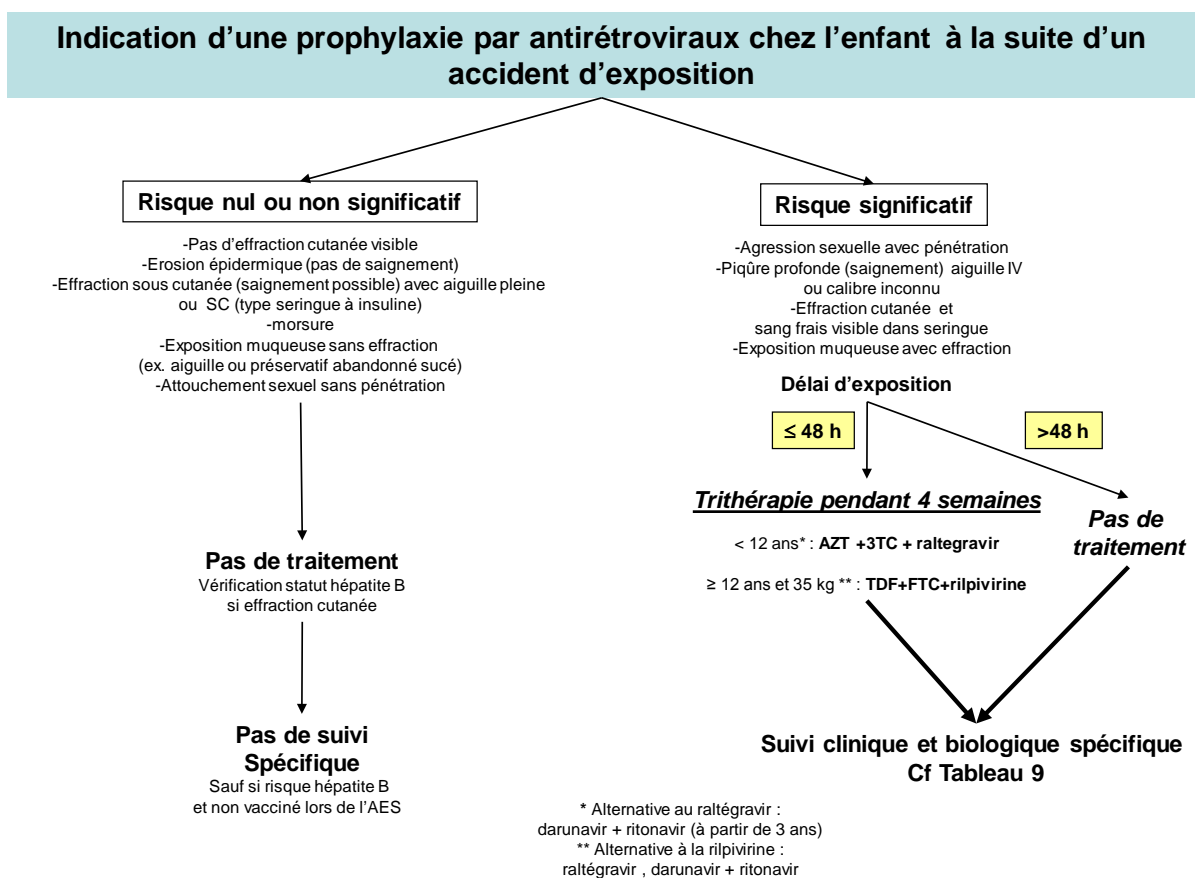 Indication d'une prophylaxie par antirétroviraux chez l'enfant à la suite d'un
accident d'exposition
Risque nul ou non significatif
-Pas d'effraction cutanée visible
-Erosion épidermique (pas de saignement)
-Effraction sous cutanée (saignement possible) avec aiguille pleine
ou SC (type seringue à insuline)
-morsure
-Exposition muqueuse sans effraction
(ex. aiguille ou préservatif abandonné sucé)
-Attouchement sexuel sans pénétration
Pas de traitement
Vérification statut hépatite B
si effraction cutanée
Pas de suivi
Spécifique
Sauf si risque hépatite B
et non vacciné lors de l'AES
Risque significatif
-Agression sexuelle avec pénétration
-Piqûre profonde (saignement) aiguille IV
ou calibre inconnu
-Effraction cutanée et
sang frais visible dans seringue
-Exposition muqueuse avec effraction
Délai d'exposition
≤ 48 h
>48 h
Trithérapie pendant 4 semaines
< 12 ans* : AZT +3TC + raltegravir
≥ 12 ans et 35 kg ** : TDF+FTC+rilpivirine
Pas de
traitement
Suivi clinique et biologique spécifique
Cf Tableau 9
* Alternative au raltégravir :
darunavir + ritonavir (à partir de 3 ans)
** Alternative à la rilpivirine :
raltégravir , darunavir + ritonavir